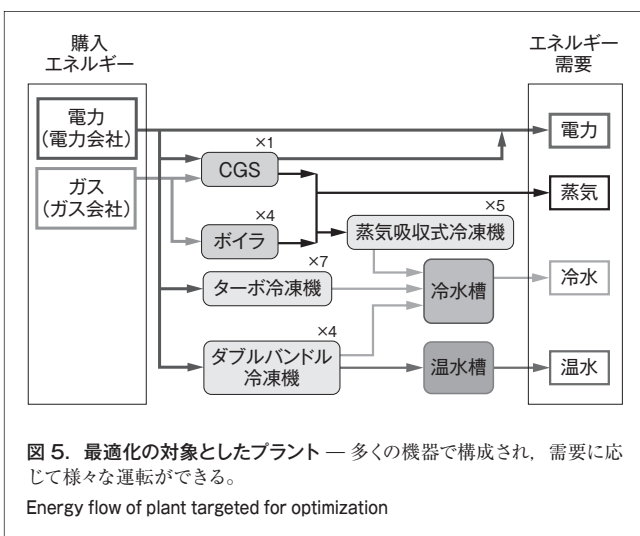 購入
エネルギー
エネルギー
需要
電力
(電力会社)
電力
×1
CGS
ガス
(ガス会社)
蒸気
×4
ボイラ
×5
蒸気吸収式冷凍機
×7
ターボ冷凍機
冷水槽
冷水
×4
ダブルバンドル
冷凍機
温水槽
温水
図5. 最適化の対象としたプラント — 多くの機器で構成され,需要に応
じて様々な運転ができる。
Energy flow of plant targeted for optimization